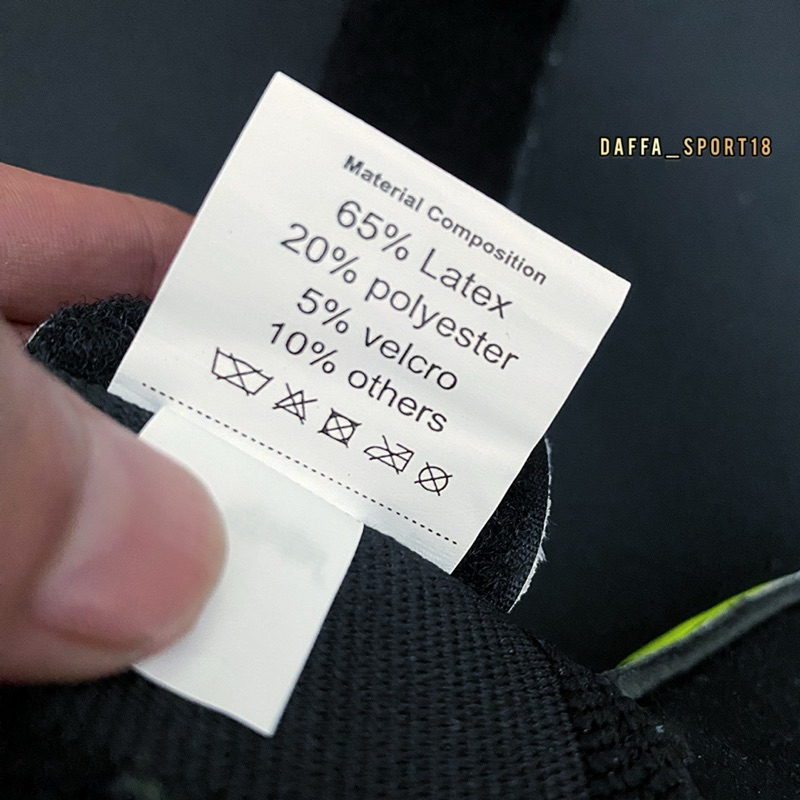 DAFFA_SPORT18
Material Composition
65% Latex
20% polyester
5% velcro
10% others